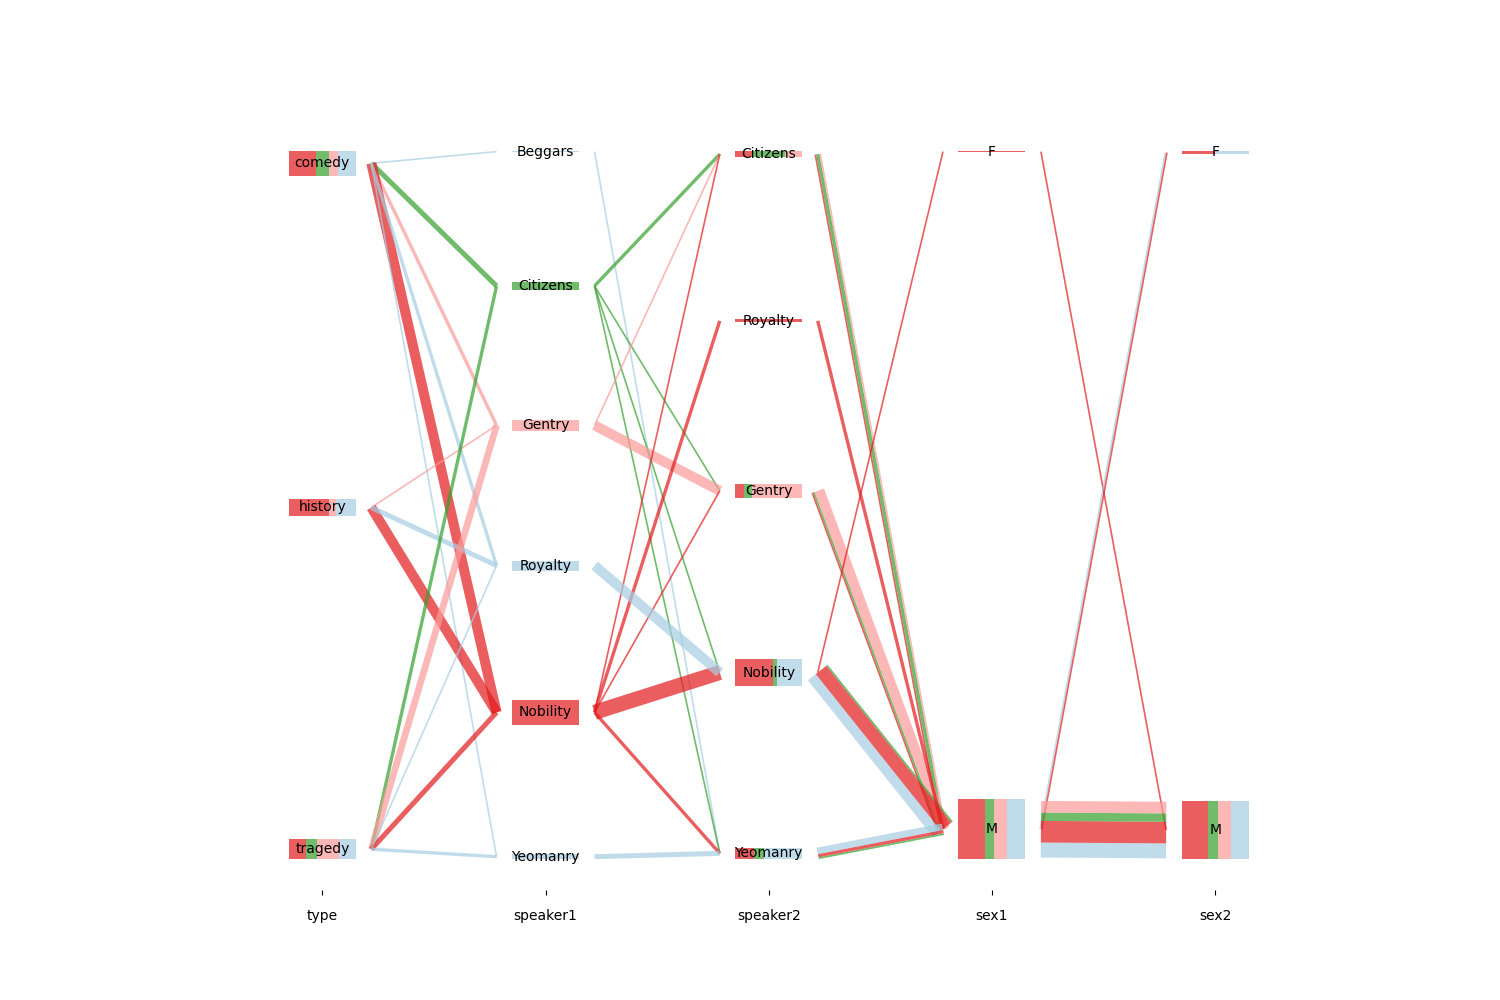 comedy
history
tragedy
Beggars
Citizens
Gentry
Royalty
Nobility
Yeomanry
Citizens
Royalty
Gentry
Nobility
Yeomanry
F
M
F
M
type
speaker1
speaker2
sex1
sex2